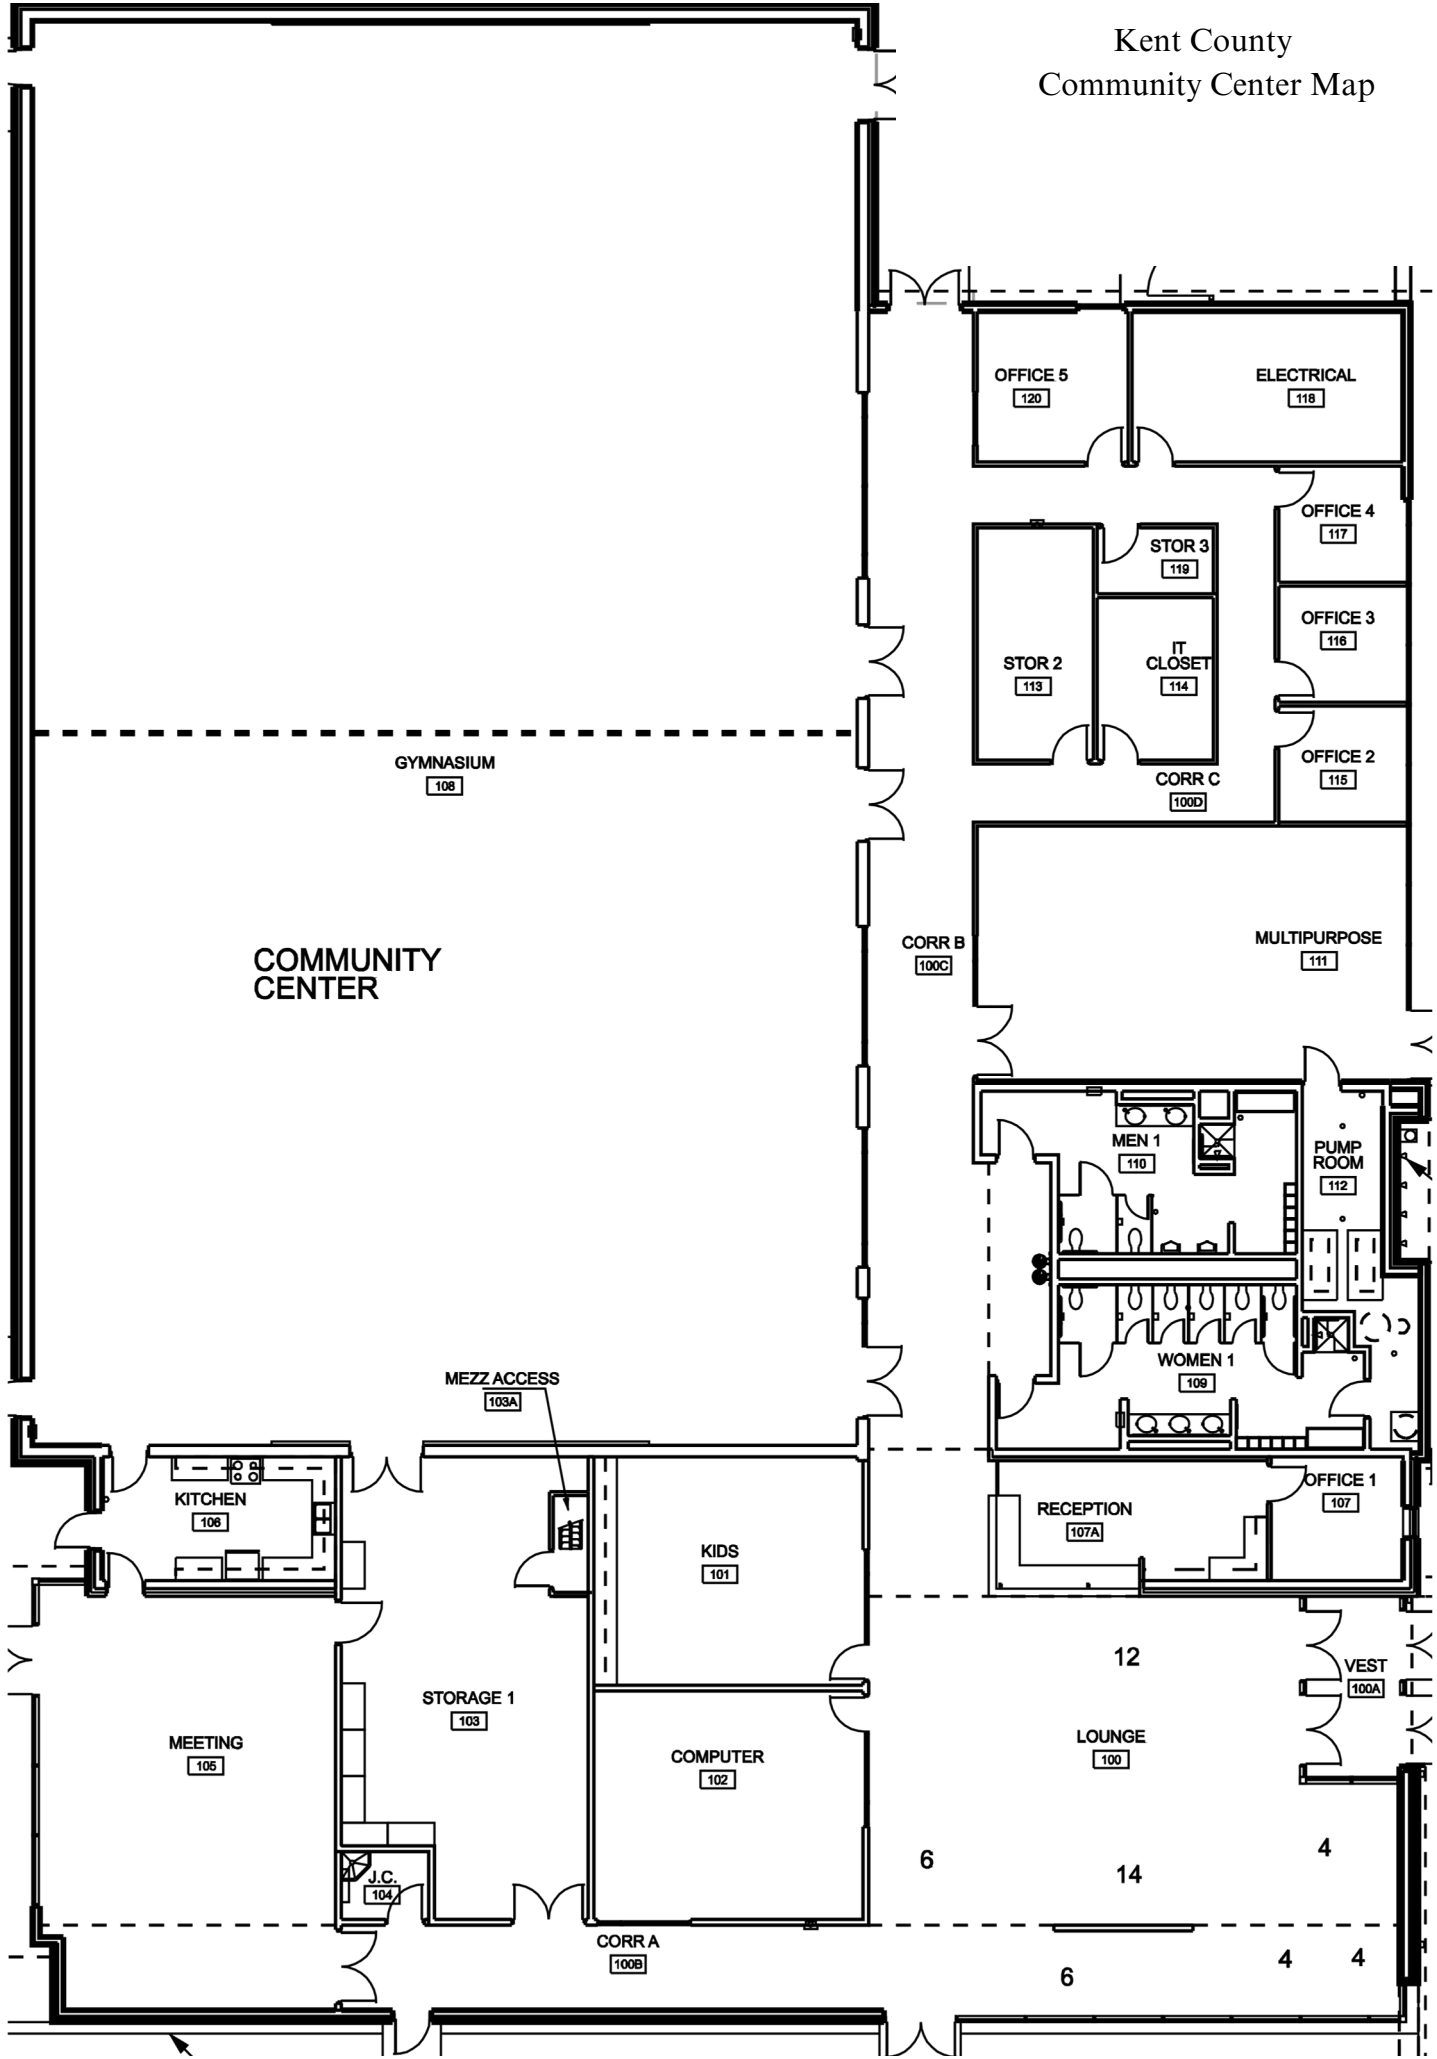 Kent County
Community Center Map
OFFICE 5
120
ELECTRICAL
118
OFFICE 4
117
STOR 3
119
OFFICE 3
116
STOR 2
113
IT
CLOSET
114
GYMNASIUM
108
OFFICE 2
115
CORR C
100D
COMMUNITY
CENTER
CORR B
100C
MULTIPURPOSE
111
MEN 1
110
PUMP
ROOM
112
WOMEN 1
109
MEZZ ACCESS
103A
KITCHEN
106
OFFICE 1
107
RECEPTION
107A
KIDS
101
12
VEST
100A
STORAGE 1
103
MEETING
105
COMPUTER
102
LOUNGE
100
6
14
4
J.C.
104
CORR A
100B
6
4
4